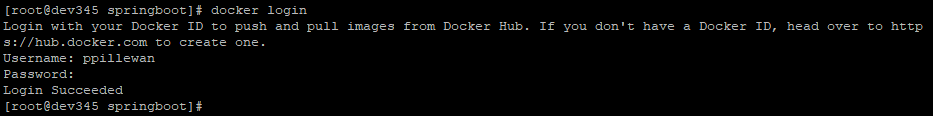 [root@dev345 springboot]# docker login
Login with your Docker ID to push and pull images from Docker Hub. If you don't have a Docker ID, head over to http
s://hub.docker.com to create one.
Username: ppillewan
Password:
Login Succeeded
[root@dev345 springboot]#